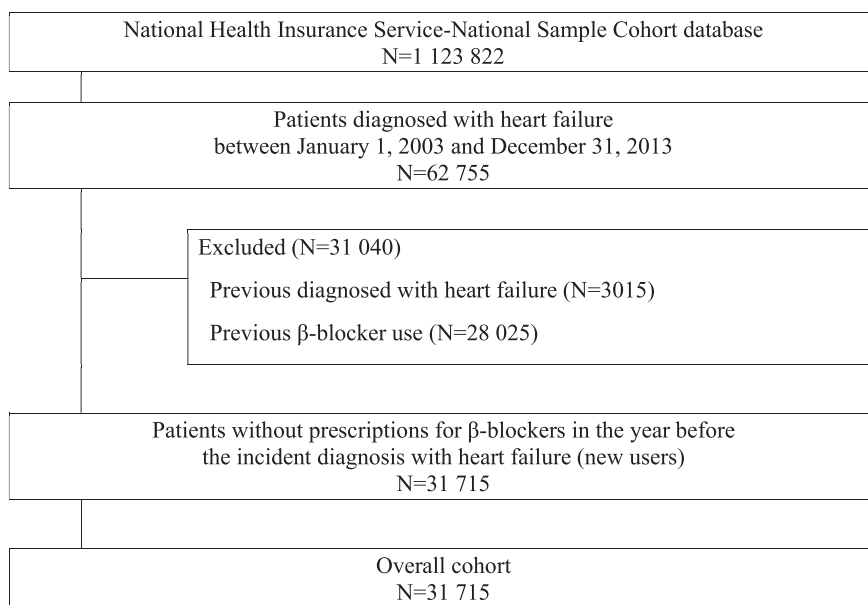 National Health Insurance Service-National Sample Cohort database
N=1 123 822
Patients diagnosed with heart failure
between January 1, 2003 and December 31, 2013
N=62 755
Excluded (N=31 040)
Previous diagnosed with heart failure (N=3015)
Previous β-blocker use (N=28 025)
Patients without prescriptions for β-blockers in the year before
the incident diagnosis with heart failure (new users)
N=31 715
Overall cohort
N=31 715